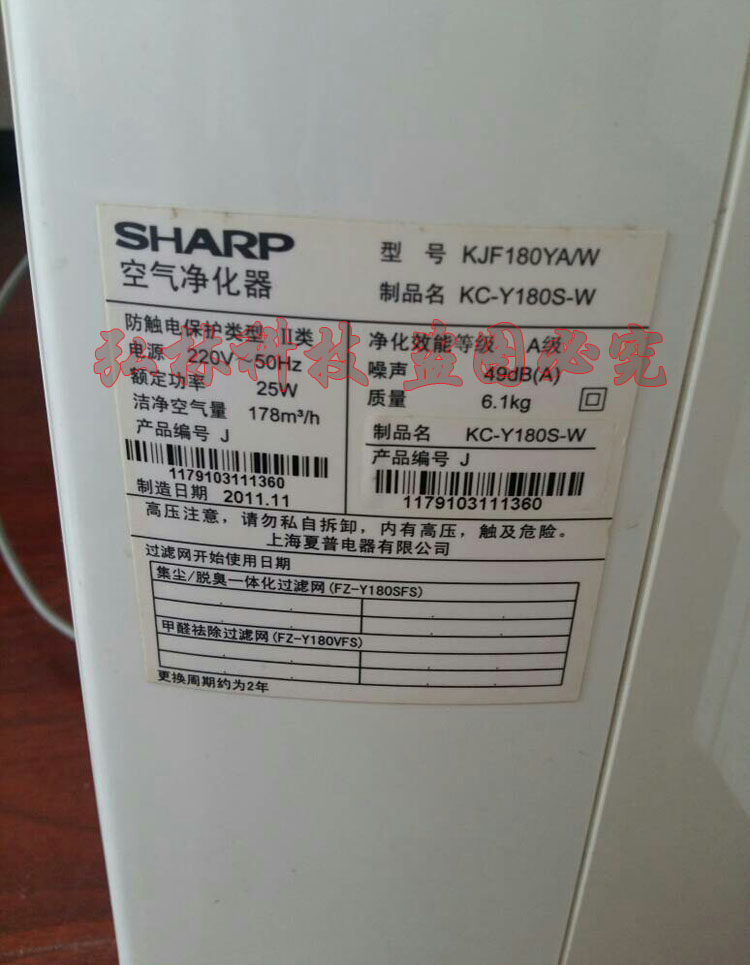 SHARP
空气净化器
型 号 KJF180YA/W
制品名 KC-Y180S-W
防触电保护类型 II类
电源 220V~50Hz
额定功率 25W
洁净空气量 178m³/h
产品编号 J
1179103111360
制造日期 2011.11
净化效能等级 A级
噪声 49dB(A)
质量 6.1kg
制品名 KC-Y180S-W
产品编号 J
1179103111360
高压注意，请勿私自拆卸，内有高压，触及危险。
上海夏普电器有限公司
过滤网开始使用日期
集尘/脱臭一体化过滤网(FZ-Y180SFS)
甲醛祛除过滤网(FZ-Y180VFS)
更换周期约为2年
标科技 盗图必究